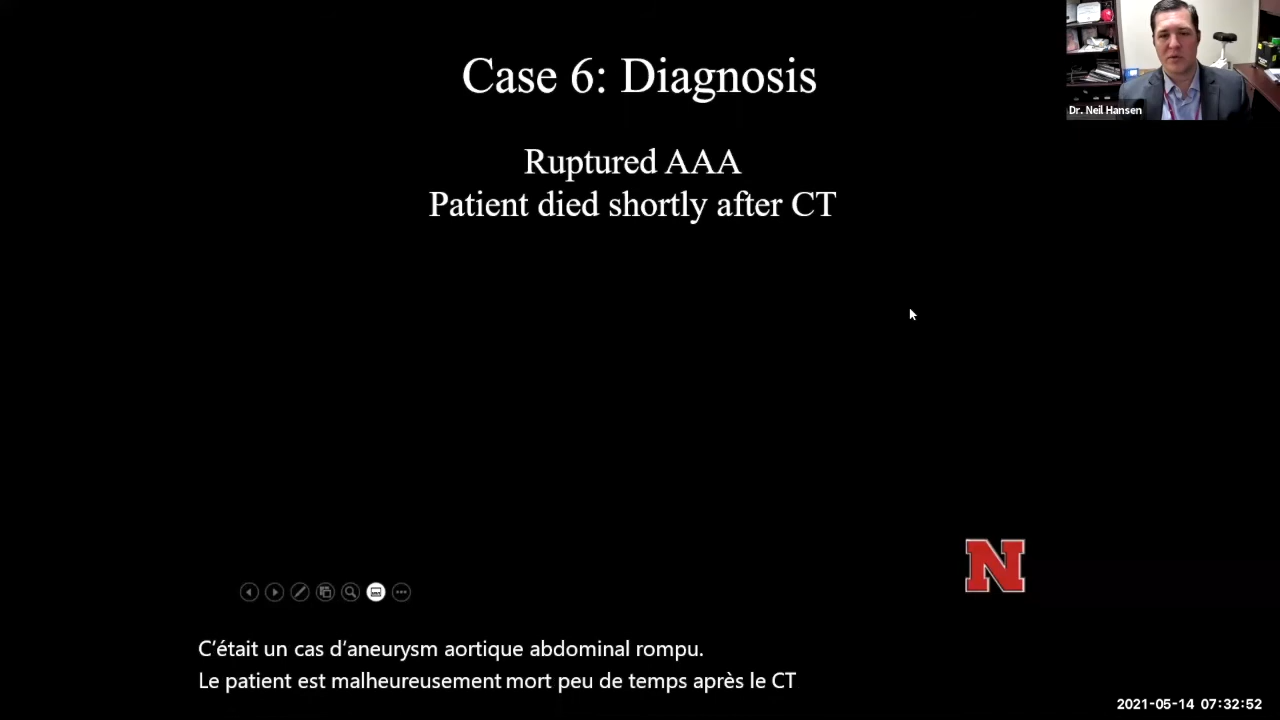 Case 6: Diagnosis
Dr. Neil Hansen
Ruptured AAA
Patient died shortly after CT
N
C'était un cas d'aneurysm aortique abdominal rompu.
Le patient est malheureusement mort peu de temps après le CT
2021-05-14 07:32:52